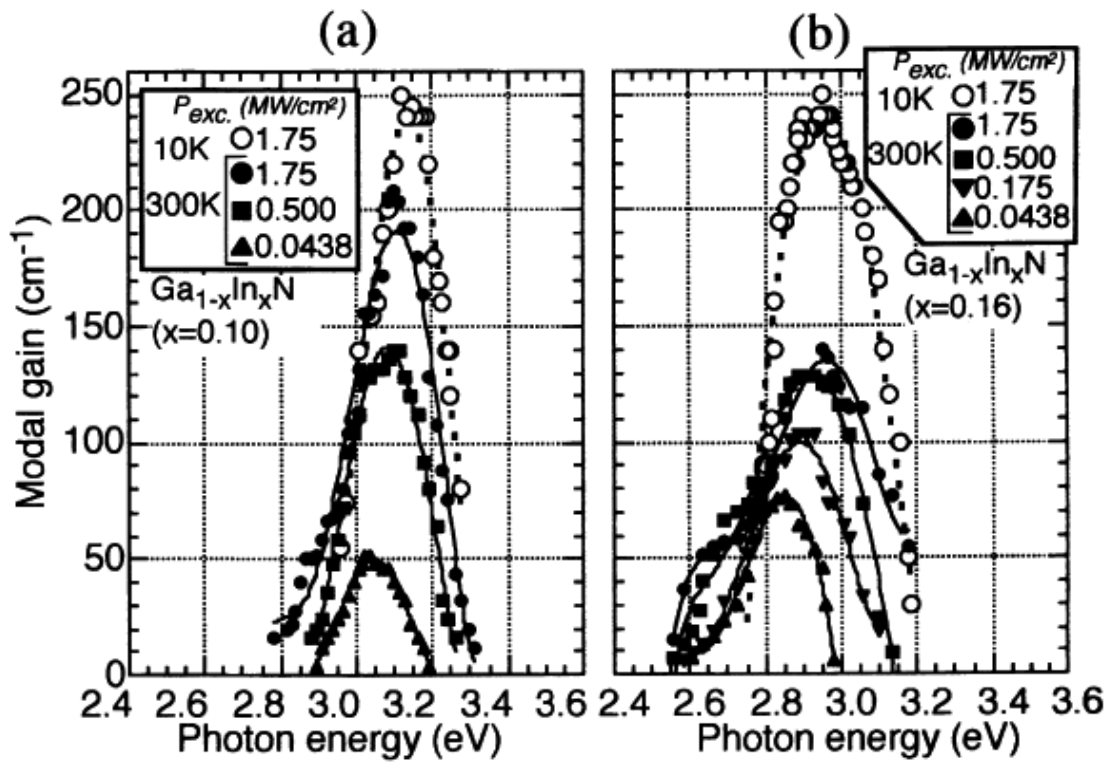 (a)
(b)
P_exc. (MW/cm²)
10K ○ 1.75
● 1.75
300K ■ 0.500
▲ 0.0438
Ga₁₋ₓInₓN
(x=0.10)
P_exc. (MW/cm²)
10K ○ 1.75
● 1.75
300K ■ 0.500
▼ 0.175
▲ 0.0438
Ga₁₋ₓInₓN
(x=0.16)
Modal gain (cm⁻¹)
250
200
150
100
50
0
2.4 2.6 2.8 3.0 3.2 3.4 3.6
2.4 2.6 2.8 3.0 3.2 3.4 3.6
Photon energy (eV)
Photon energy (eV)